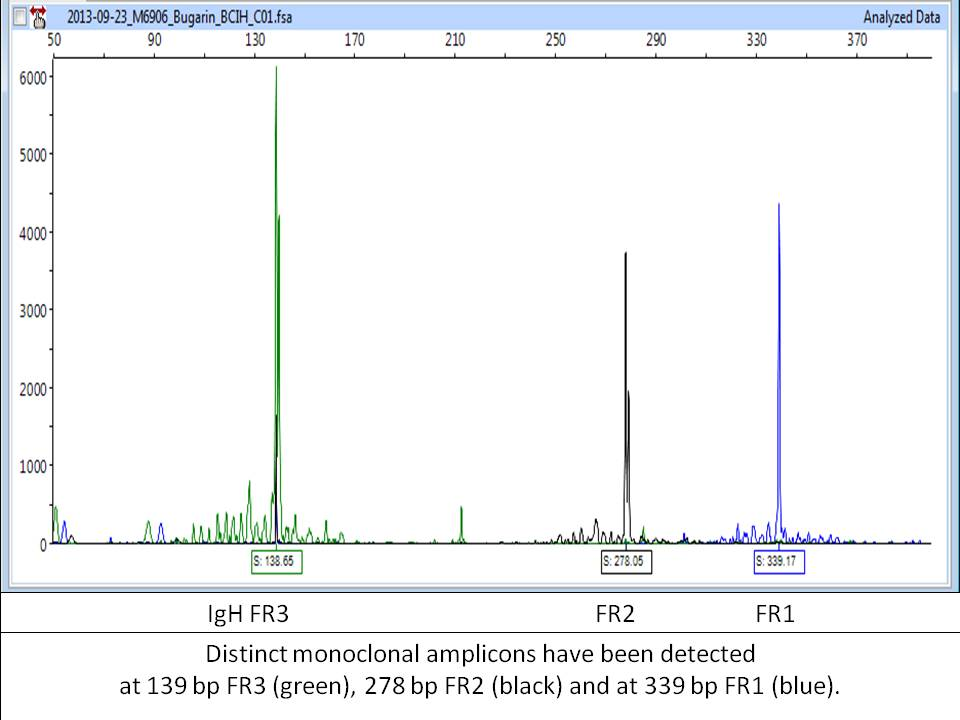 2013-09-23_M6906_Bugarin_BCIH_C01.fsa Analyzed Data
50 90 130 170 210 250 290 330 370
6000
5000
4000
3000
2000
1000
0
S: 138.65 S: 278.05 S: 339.17
IgH FR3 FR2 FR1
Distinct monoclonal amplicons have been detected
at 139 bp FR3 (green), 278 bp FR2 (black) and at 339 bp FR1 (blue).